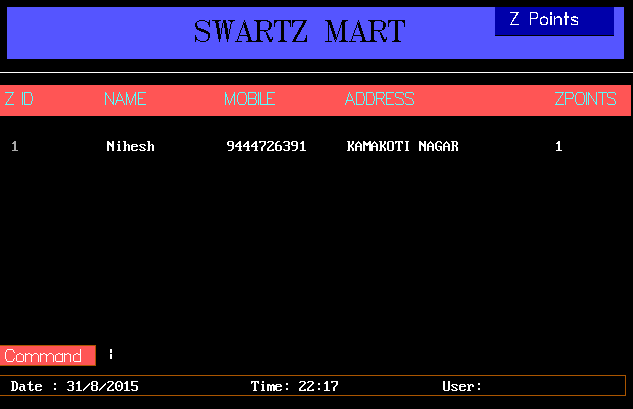 Z Points
SWARTZ MART
Z ID NAME MOBILE ADDRESS ZPOINTS
1 Nihesh 9444726391 KAMAKOTI NAGAR 1
Command
Date : 31/8/2015 Time: 22:17 User: